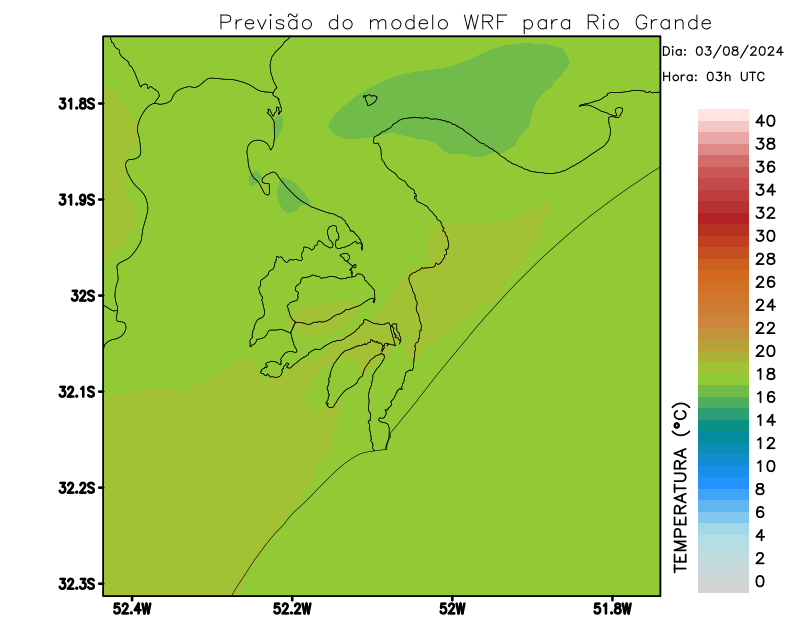 Previsão do modelo WRF para Rio Grande
Dia: 03/08/2024
Hora: 03h UTC
31.8S
31.9S
32S
32.1S
32.2S
32.3S
52.4W
52.2W
52W
51.8W
TEMPERATURA (°C)
40
38
36
34
32
30
28
26
24
22
20
18
16
14
12
10
8
6
4
2
0